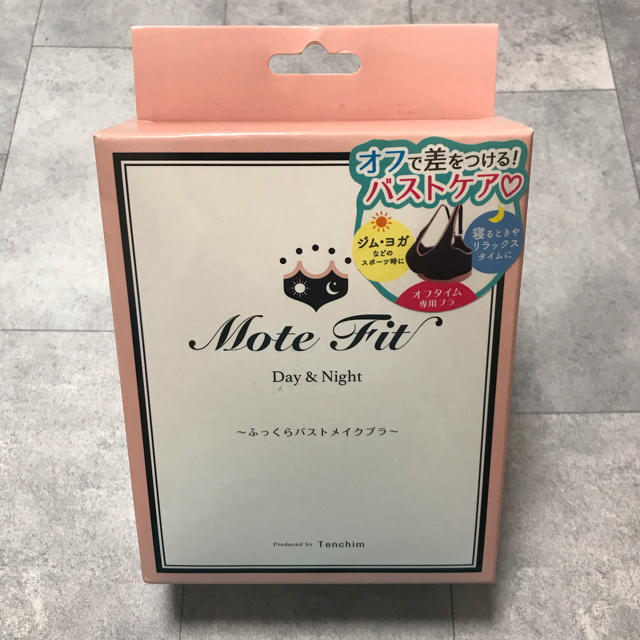 オフで差をつける!
バストケア♡
ジム・ヨガ
などの
スポーツ時に
寝るときや
リラックス
タイムに
オフタイム
専用ブラ
Mote Fit
Day & Night
～ふっくらバストメイクブラ～
Produced by Tenchim